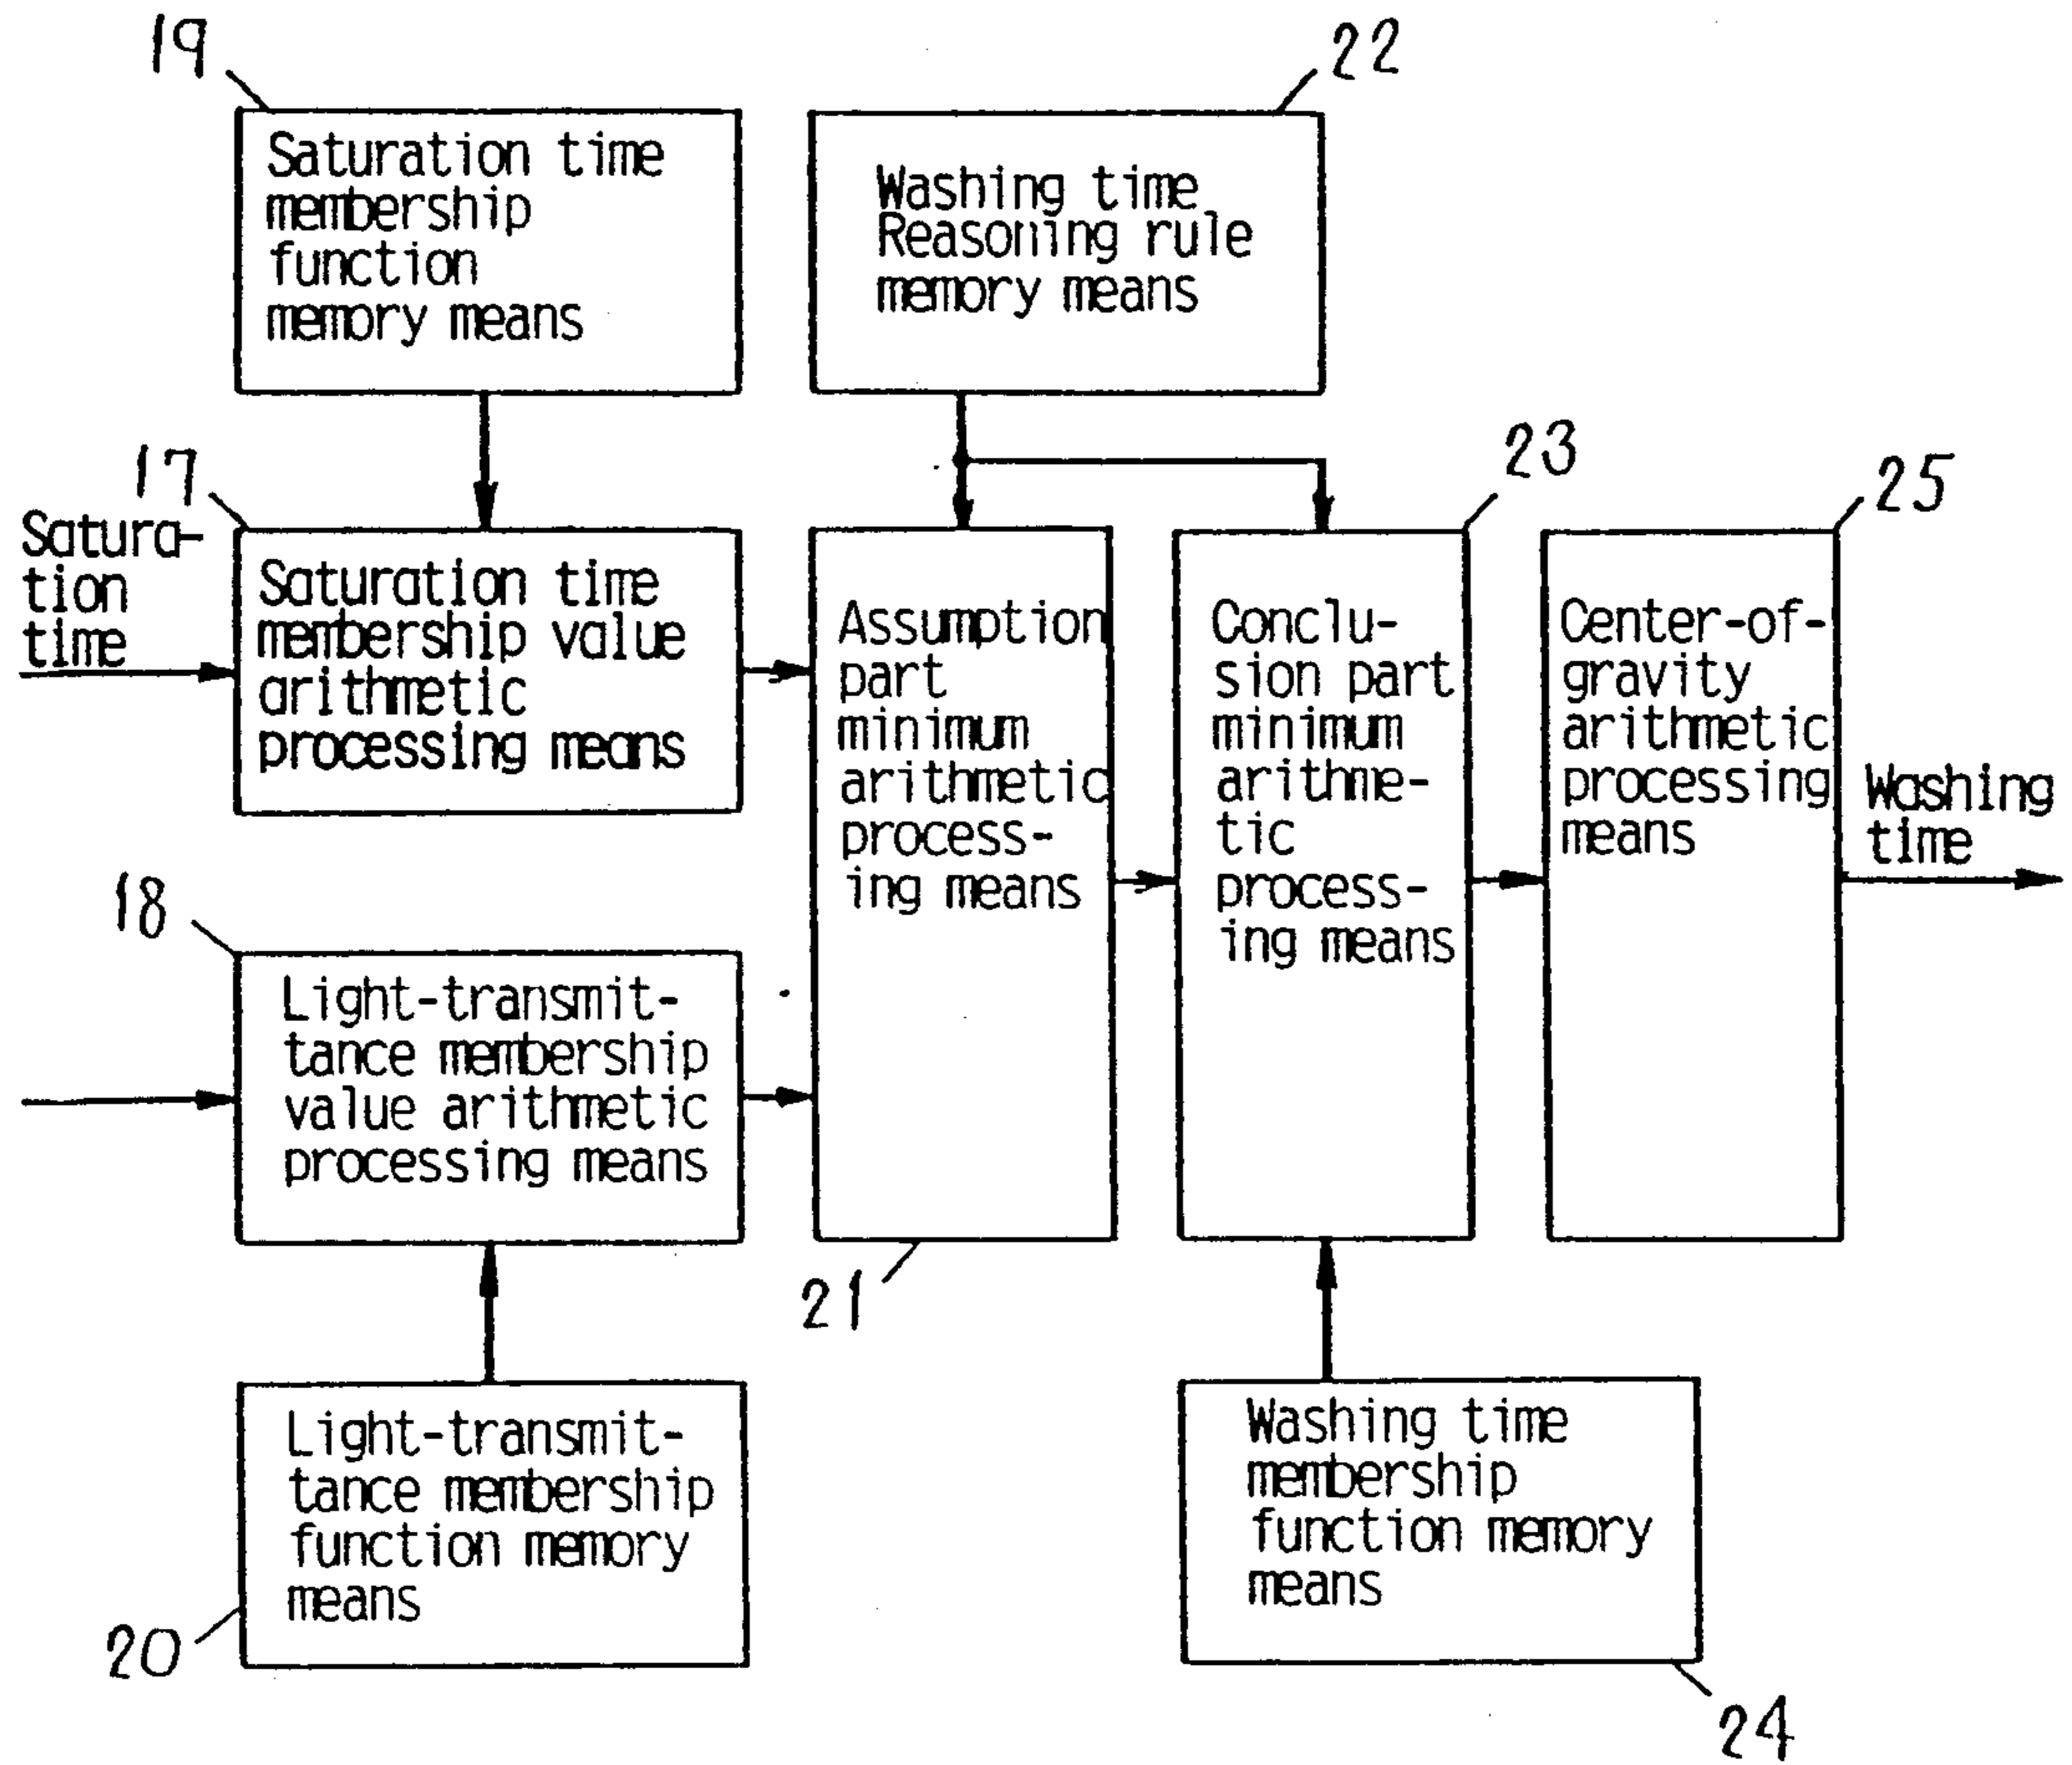 19
Saturation time
membership
function
memory means
22
Washing time
Reasoning rule
memory means
17
Satura-
tion
time
Saturation time
membership value
arithmetic
processing means
18
Light-transmit-
tance membership
value arithmetic
processing means
Assumption
part
minimum
arithmetic
process-
ing means
21
23
Conclu-
sion part
minimum
arithme-
tic
process-
ing means
25
Center-of-
gravity
arithmetic
processing
means
Washing
time
Light-transmit-
tance membership
function memory
means
20
Washing time
membership
function memory
means
24